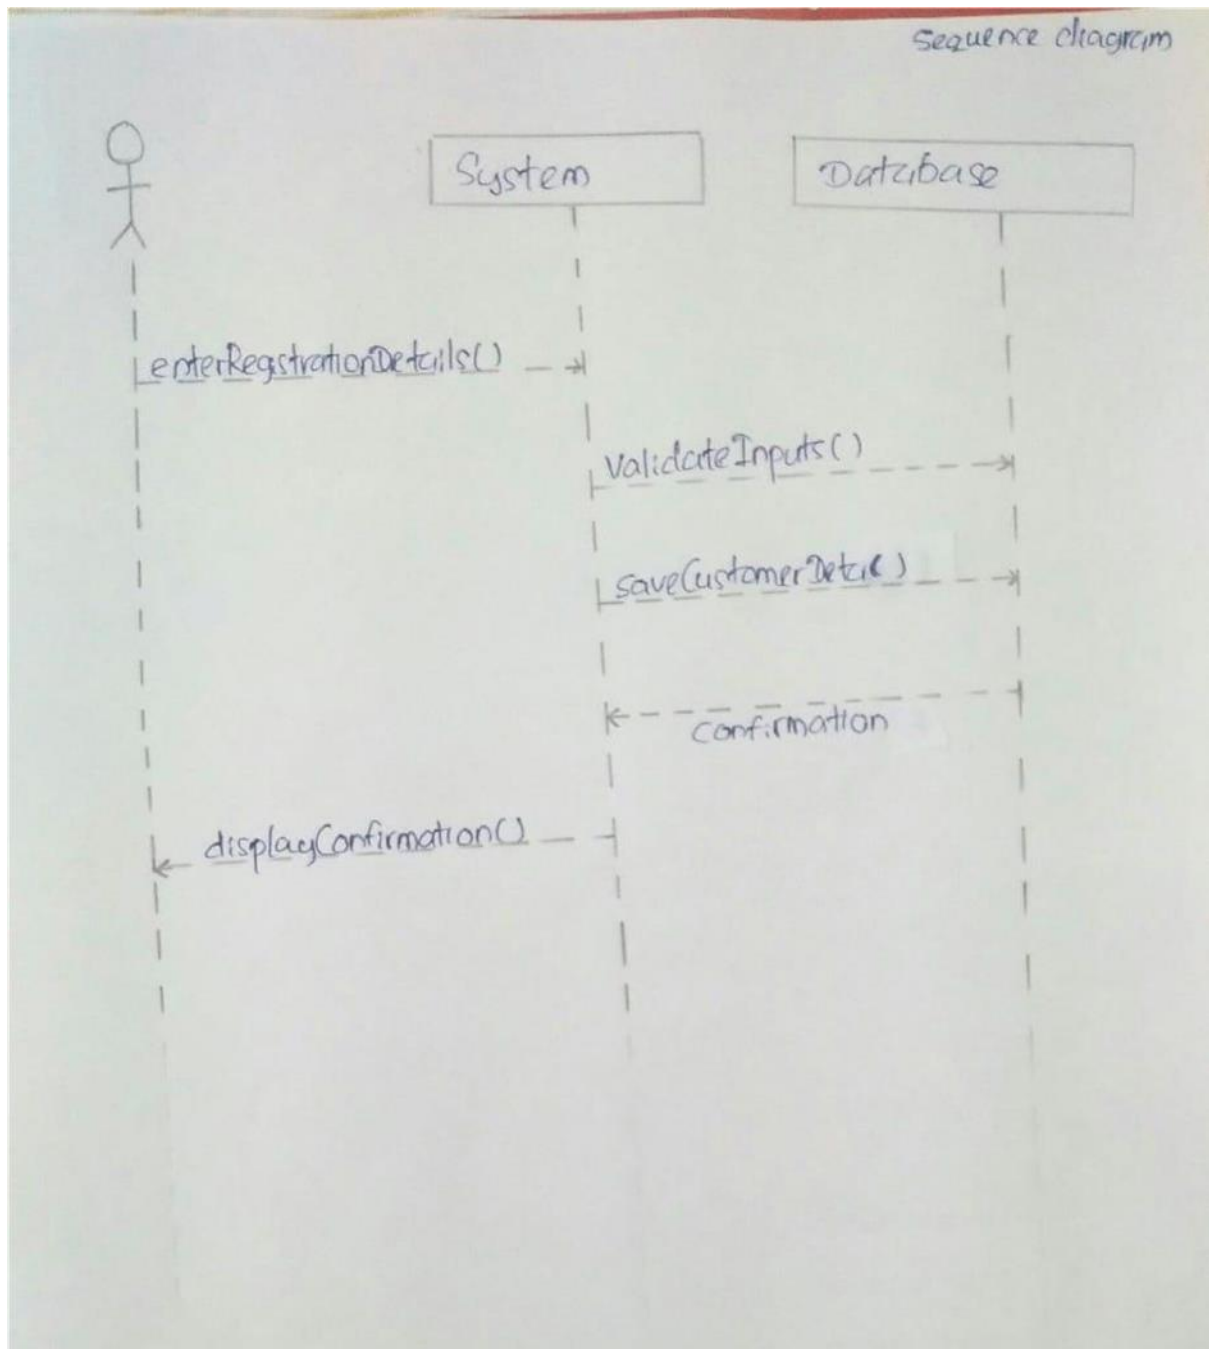 Sequence diagram
System
Database
enterRegistrationDetails()
ValidateInputs()
saveCustomerDetail()
Confirmation
displayConfirmation()